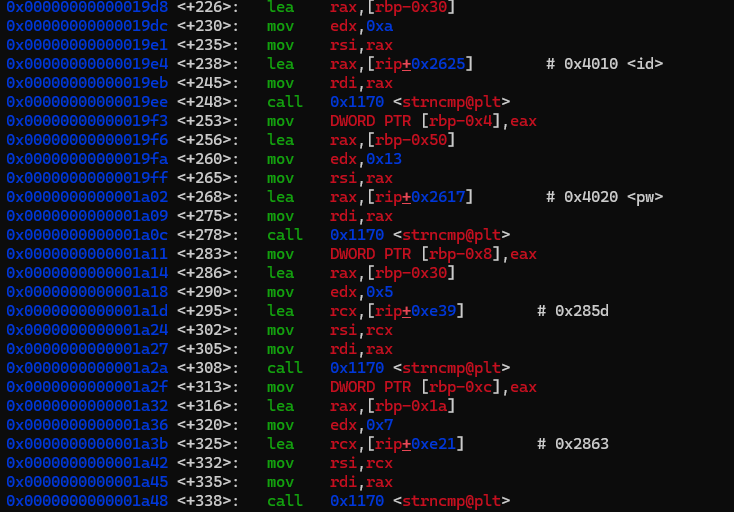 0x00000000000019d8 <+226>: lea rax,[rbp-0x30]
0x00000000000019dc <+230>: mov edx,0xa
0x00000000000019e1 <+235>: mov rsi,rax
0x00000000000019e4 <+238>: lea rax,[rip+0x2625] # 0x4010 <id>
0x00000000000019eb <+245>: mov rdi,rax
0x00000000000019ee <+248>: call 0x1170 <strncmp@plt>
0x00000000000019f3 <+253>: mov DWORD PTR [rbp-0x4],eax
0x00000000000019f6 <+256>: lea rax,[rbp-0x50]
0x00000000000019fa <+260>: mov edx,0x13
0x00000000000019ff <+265>: mov rsi,rax
0x0000000000001a02 <+268>: lea rax,[rip+0x2617] # 0x4020 <pw>
0x0000000000001a09 <+275>: mov rdi,rax
0x0000000000001a0c <+278>: call 0x1170 <strncmp@plt>
0x0000000000001a11 <+283>: mov DWORD PTR [rbp-0x8],eax
0x0000000000001a14 <+286>: lea rax,[rbp-0x30]
0x0000000000001a18 <+290>: mov edx,0x5
0x0000000000001a1d <+295>: lea rcx,[rip+0xe39] # 0x285d
0x0000000000001a24 <+302>: mov rsi,rcx
0x0000000000001a27 <+305>: mov rdi,rax
0x0000000000001a2a <+308>: call 0x1170 <strncmp@plt>
0x0000000000001a2f <+313>: mov DWORD PTR [rbp-0xc],eax
0x0000000000001a32 <+316>: lea rax,[rbp-0x1a]
0x0000000000001a36 <+320>: mov edx,0x7
0x0000000000001a3b <+325>: lea rcx,[rip+0xe21] # 0x2863
0x0000000000001a42 <+332>: mov rsi,rcx
0x0000000000001a45 <+335>: mov rdi,rax
0x0000000000001a48 <+338>: call 0x1170 <strncmp@plt>